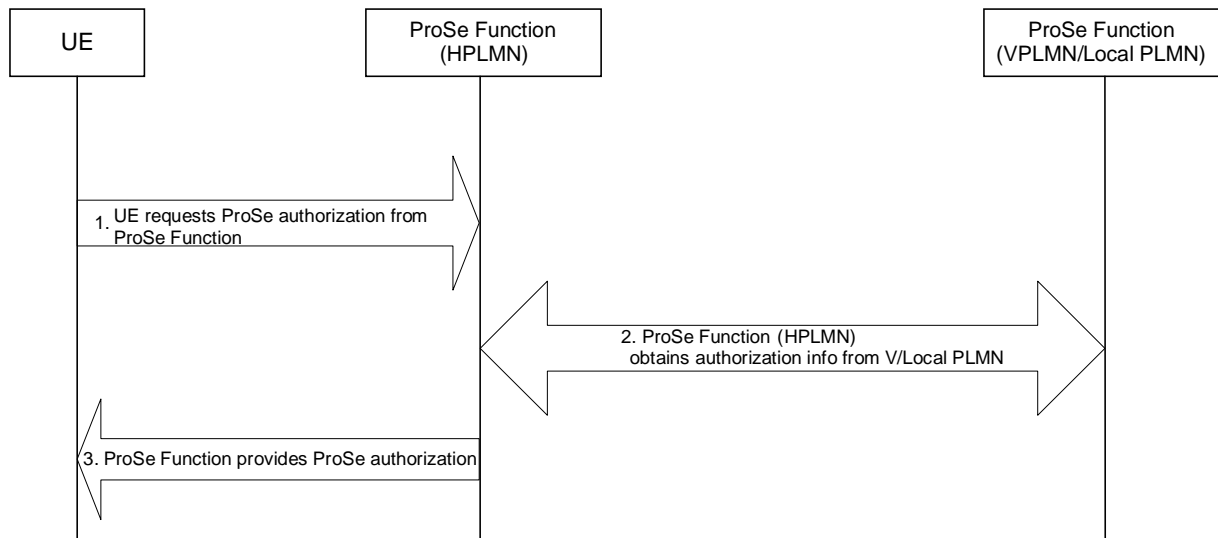 UE
ProSe Function
(HPLMN)
ProSe Function
(VPLMN/Local PLMN)
1. UE requests ProSe authorization from
ProSe Function
2. ProSe Function (HPLMN)
obtains authorization info from V/Local PLMN
3. ProSe Function provides ProSe authorization